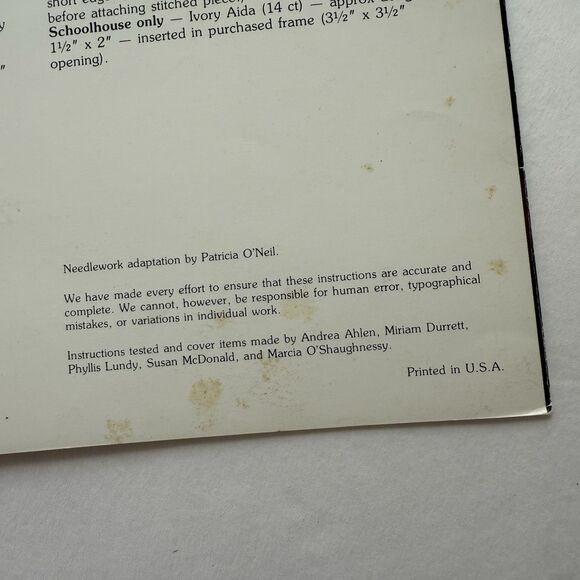 short edges
before attaching stitched piece),
Schoolhouse only — Ivory Aida (14 ct) — approx
1½" x 2" — inserted in purchased frame (3½" x 3½"
opening).
y
"
Needlework adaptation by Patricia O'Neil.
We have made every effort to ensure that these instructions are accurate and
complete. We cannot, however, be responsible for human error, typographical
mistakes, or variations in individual work.
Instructions tested and cover items made by Andrea Ahlen, Miriam Durrett,
Phyllis Lundy, Susan McDonald, and Marcia O'Shaughnessy.
Printed in U.S.A.